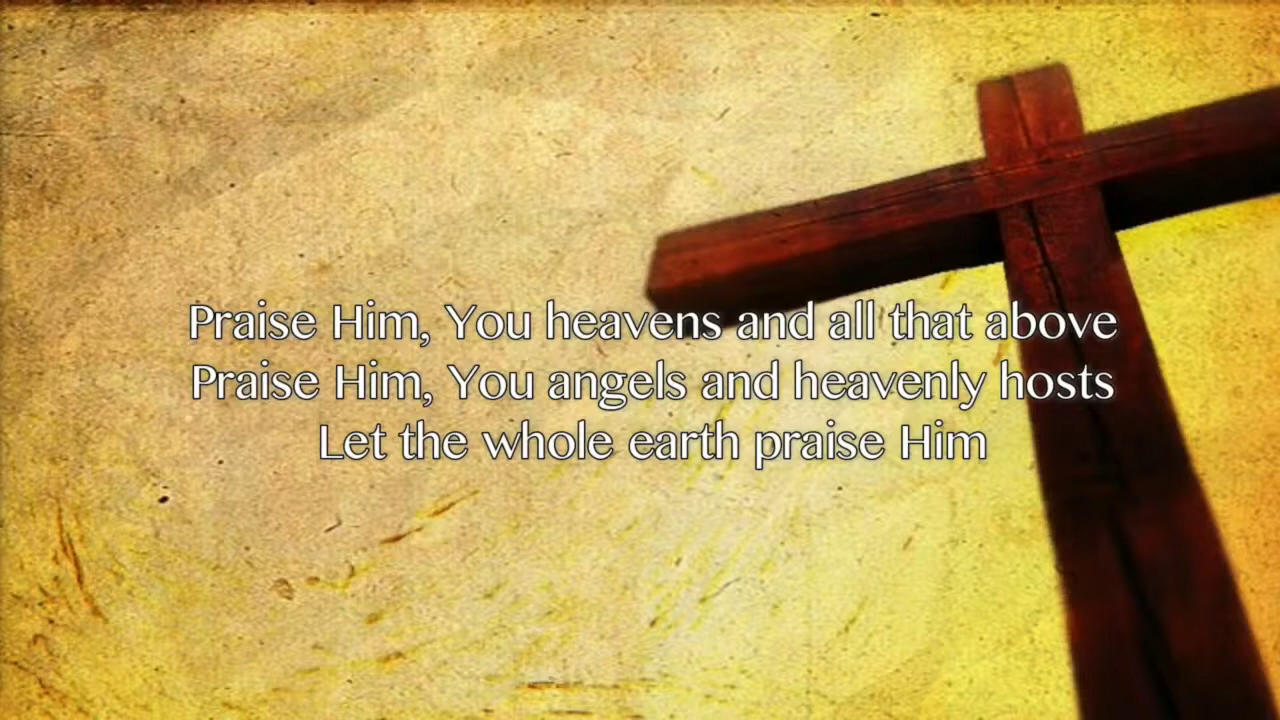 Praise Him, You heavens and all that above
Praise Him, You angels and heavenly hosts
Let the whole earth praise Him